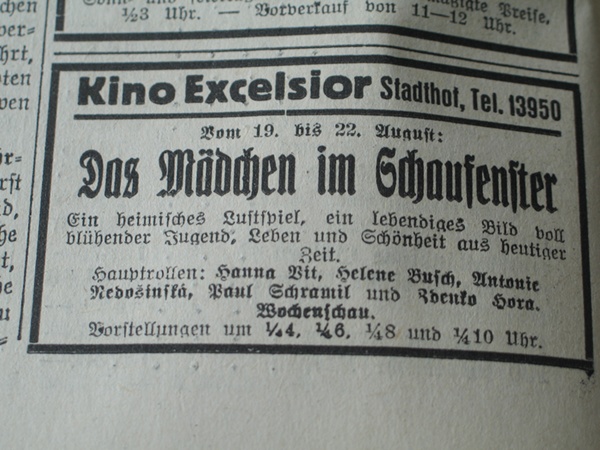 Preise,
½3 Uhr. — Vorverkauf von 11—12 Uhr.
Kino Excelsior Stadthof, Tel. 13950
Vom 19. bis 22. August:
Das Mädchen im Schaufenster
Ein heimisches Lustspiel, ein lebendiges Bild voll
blühender Jugend, Leben und Schönheit aus heutiger
Zeit.
Hauptrollen: Hanna Vit, Helene Busch, Antonie
Nedošinská, Paul Schramil und Zdenko Hora.
Wochenschau.
Vorstellungen um ¼4, ¼6, ¼8 und ¼10 Uhr.